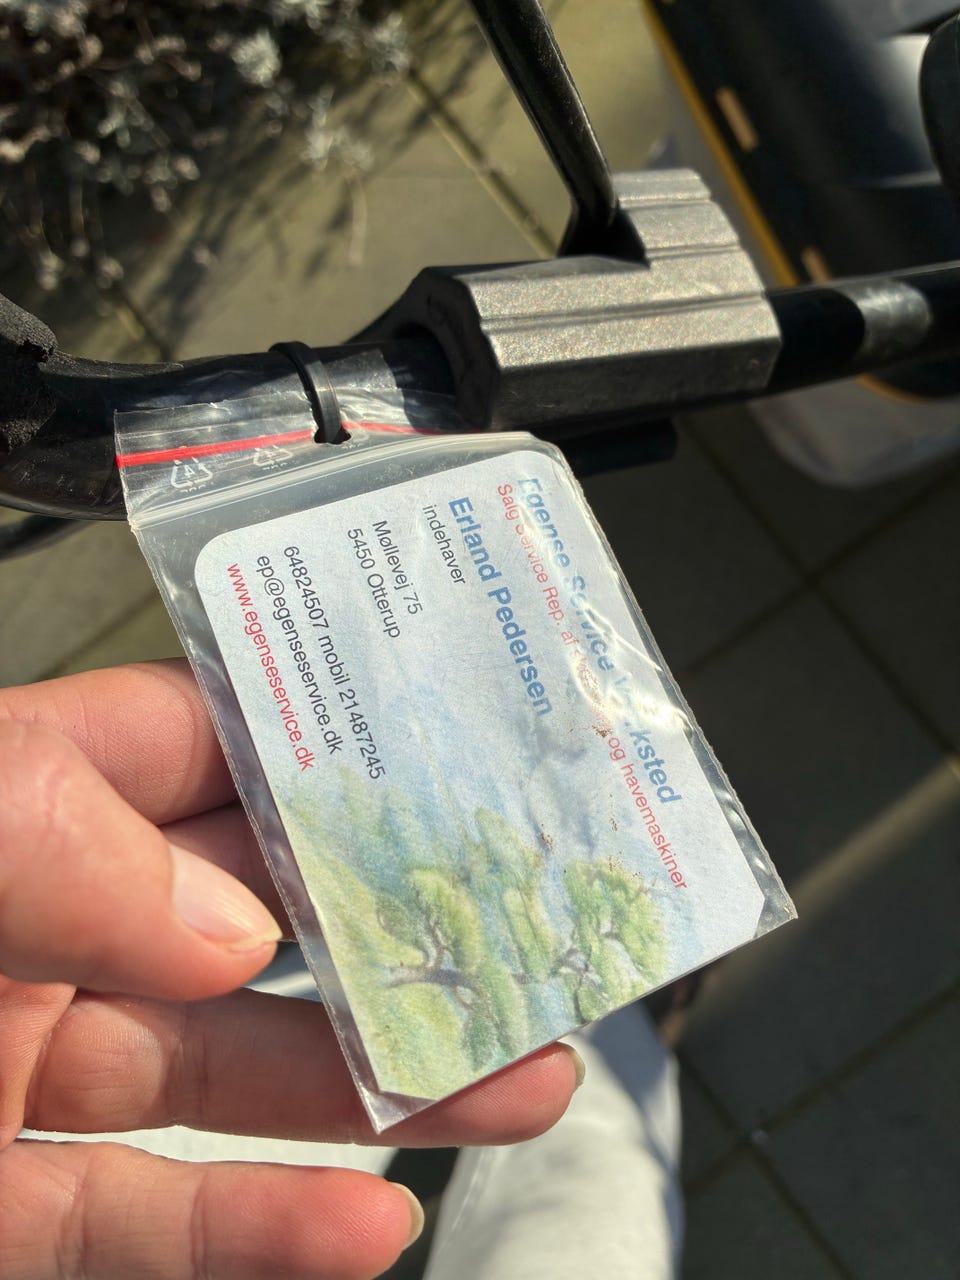 Egense Service
Salg Service Rep. af og havemaskiner
Erland Pedersen
indehaver
Møllevej 75
5450 Otterup
64824507 mobil 21487245
ep@egenseservice.dk
www.egenseservice.dk